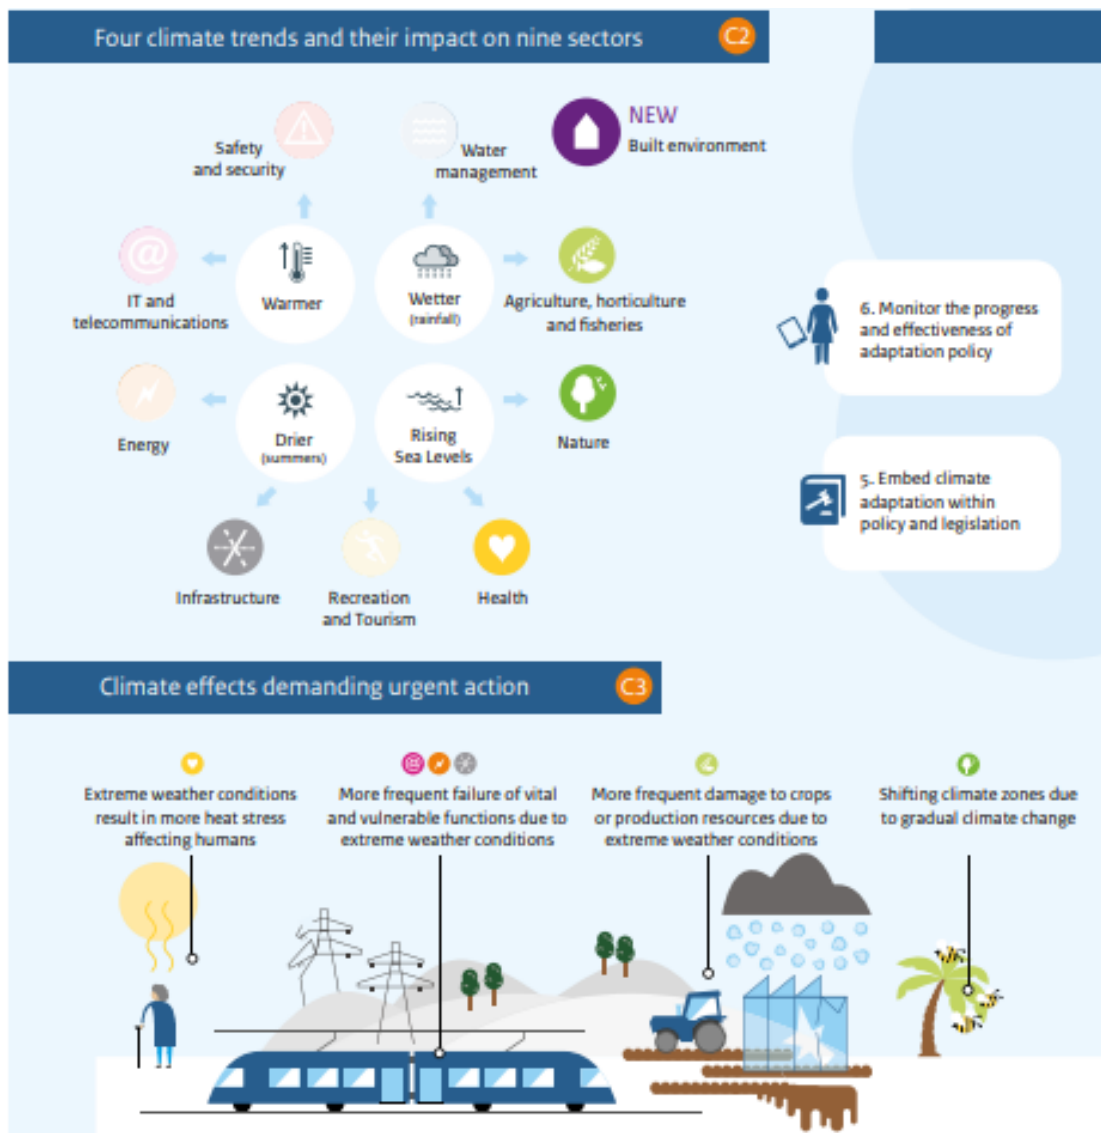 Four climate trends and their impact on nine sectors
C2
NEW
Built environment
Safety
and security
Water
management
@
IT and
telecommunications
Warmer
Wetter
(rainfall)
Agriculture, horticulture
and fisheries
Energy
Drier
(summers)
Rising
Sea Levels
Nature
Infrastructure
Recreation
and Tourism
Health
6. Monitor the progress
and effectiveness of
adaptation policy
5. Embed climate
adaptation within
policy and legislation
Climate effects demanding urgent action
C3
Extreme weather conditions
result in more heat stress
affecting humans
@
More frequent failure of vital
and vulnerable functions due to
extreme weather conditions
More frequent damage to crops
or production resources due to
extreme weather conditions
Shifting climate zones due
to gradual climate change